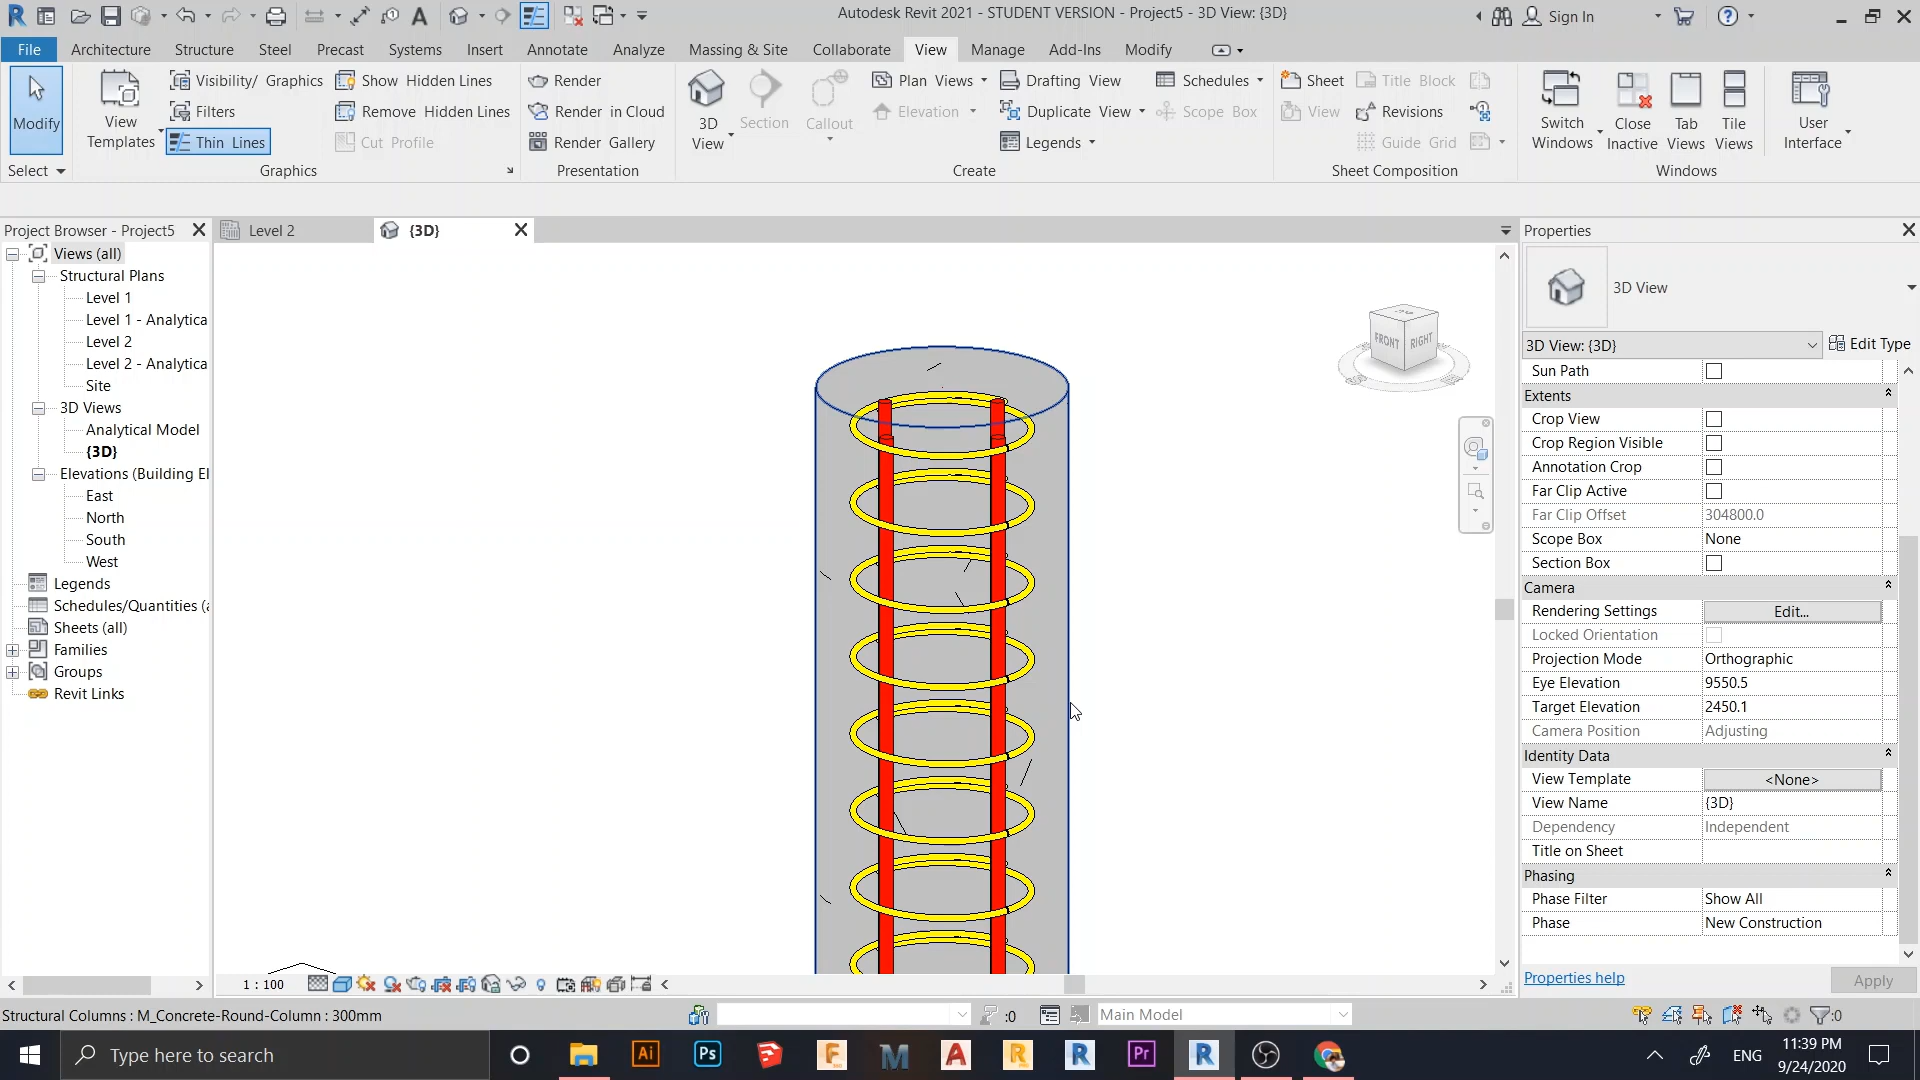 Autodesk Revit 2021 - STUDENT VERSION - Project5 - 3D View: {3D}
Sign In
File Architecture Structure Steel Precast Systems Insert Annotate Analyze Massing & Site Collaborate View Manage Add-Ins Modify
Modify
View
Templates
Visibility/ Graphics
Filters
Thin Lines
Show Hidden Lines
Remove Hidden Lines
Cut Profile
Render
Render in Cloud
Render Gallery
3D
View
Section
Callout
Plan Views
Elevation
Drafting View
Duplicate View
Legends
Schedules
Scope Box
Sheet
View
Title Block
Revisions
Guide Grid
Switch
Windows
Close
Inactive
Tab
Views
Tile
Views
User
Interface
Select
Graphics
Presentation
Create
Sheet Composition
Windows
Project Browser - Project5
Views (all)
Structural Plans
Level 1
Level 1 - Analytica
Level 2
Level 2 - Analytica
Site
3D Views
Analytical Model
{3D}
Elevations (Building El
East
North
South
West
Legends
Schedules/Quantities (a
Sheets (all)
Families
Groups
Revit Links
Level 2
{3D}
FRONT
RIGHT
1 : 100
Properties
3D View
3D View: {3D}
Edit Type
Sun Path
Extents
Crop View
Crop Region Visible
Annotation Crop
Far Clip Active
Far Clip Offset 304800.0
Scope Box None
Section Box
Camera
Rendering Settings Edit...
Locked Orientation
Projection Mode Orthographic
Eye Elevation 9550.5
Target Elevation 2450.1
Camera Position Adjusting
Identity Data
View Template <None>
View Name {3D}
Dependency Independent
Title on Sheet
Phasing
Phase Filter Show All
Phase New Construction
Properties help
Apply
Structural Columns : M_Concrete-Round-Column : 300mm
:0
Main Model
:0
Type here to search
Ai
Ps
Pr
ENG
11:39 PM
9/24/2020